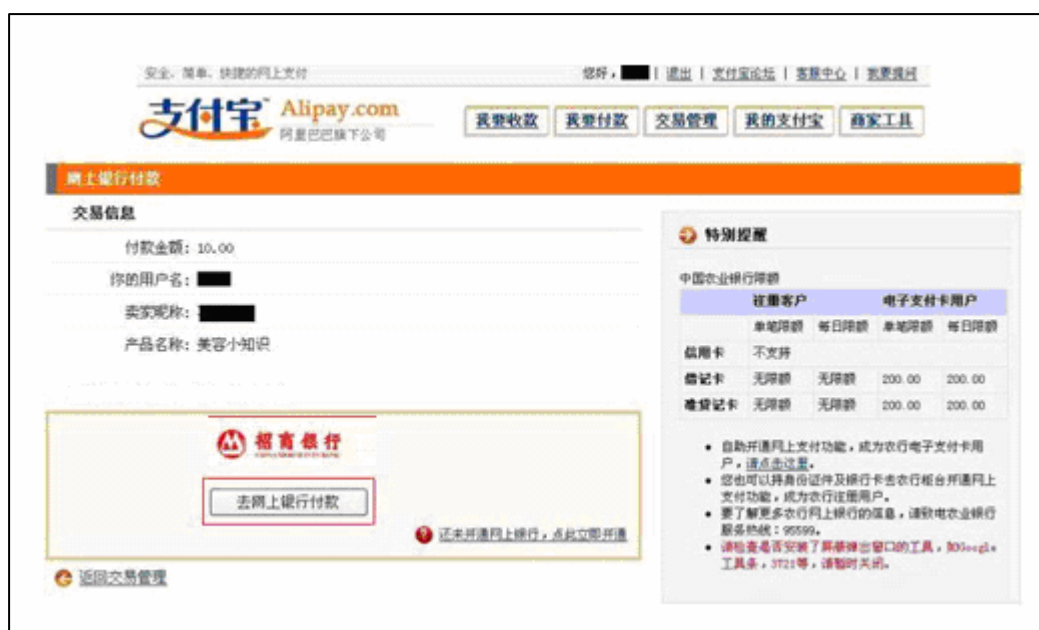 安全、简单、快捷的网上支付
您好， | 退出 | 支付宝论坛 | 客服中心 | 我要提问
支付宝 Alipay.com
阿里巴巴旗下公司
我要收款 我要付款 交易管理 我的支付宝 商家工具
网上银行付款
交易信息
付款金额：10.00
你的用户名：
卖家昵称：
产品名称：美容小知识
招商银行
去网上银行付款
还未开通网上银行，点此立即开通
返回交易管理
特别提醒
中国农业银行限额
注册客户 电子支付卡用户
单笔限额 每日限额 单笔限额 每日限额
信用卡 不支持
借记卡 无限额 无限额 200.00 200.00
准贷记卡 无限额 无限额 200.00 200.00
自助开通网上支付功能，成为农行电子支付卡用
户，请点击这里。
您也可以持身份证件及银行卡去农行柜台开通网上
支付功能，成为农行注册用户。
要了解更多农行网上银行的信息，请致电农业银行
服务热线：95599。
请检查是否安装了屏蔽弹出窗口的工具，如Google
工具条，3721等，请暂时关闭。